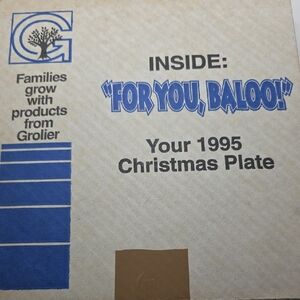 G
Families
grow
with
products
from
Grolier
INSIDE:
"FOR YOU, BALOO!"
Your 1995
Christmas Plate